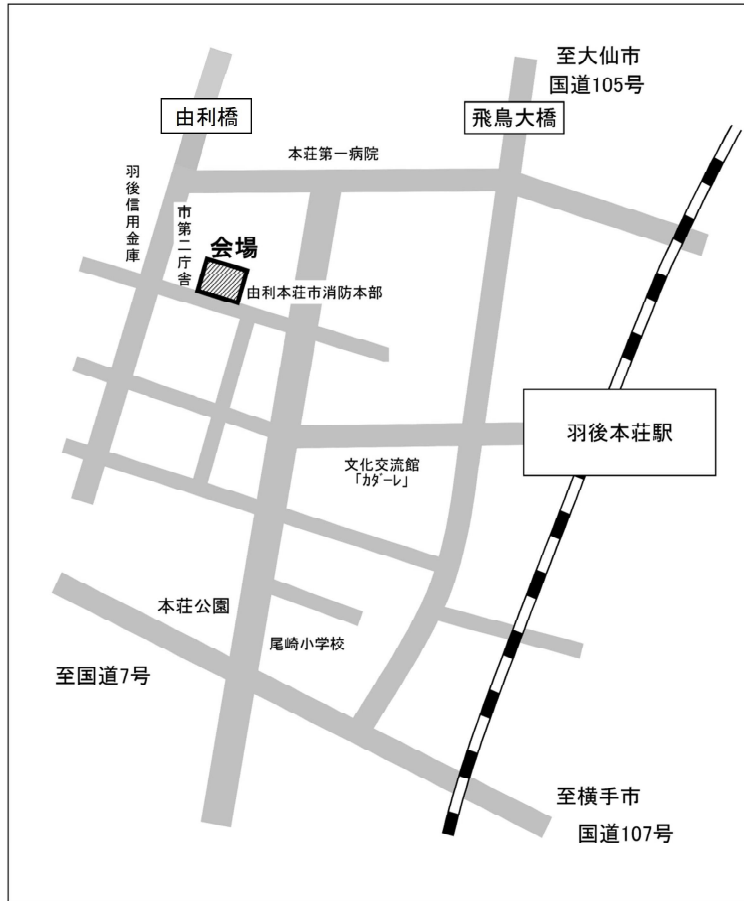 至大仙市
国道105号
由利橋
飛鳥大橋
本荘第一病院
羽後信用金庫
市第二庁舎
会場
由利本荘市消防本部
羽後本荘駅
文化交流館
「ｶﾀﾞｰﾚ」
本荘公園
尾崎小学校
至国道7号
至横手市
国道107号